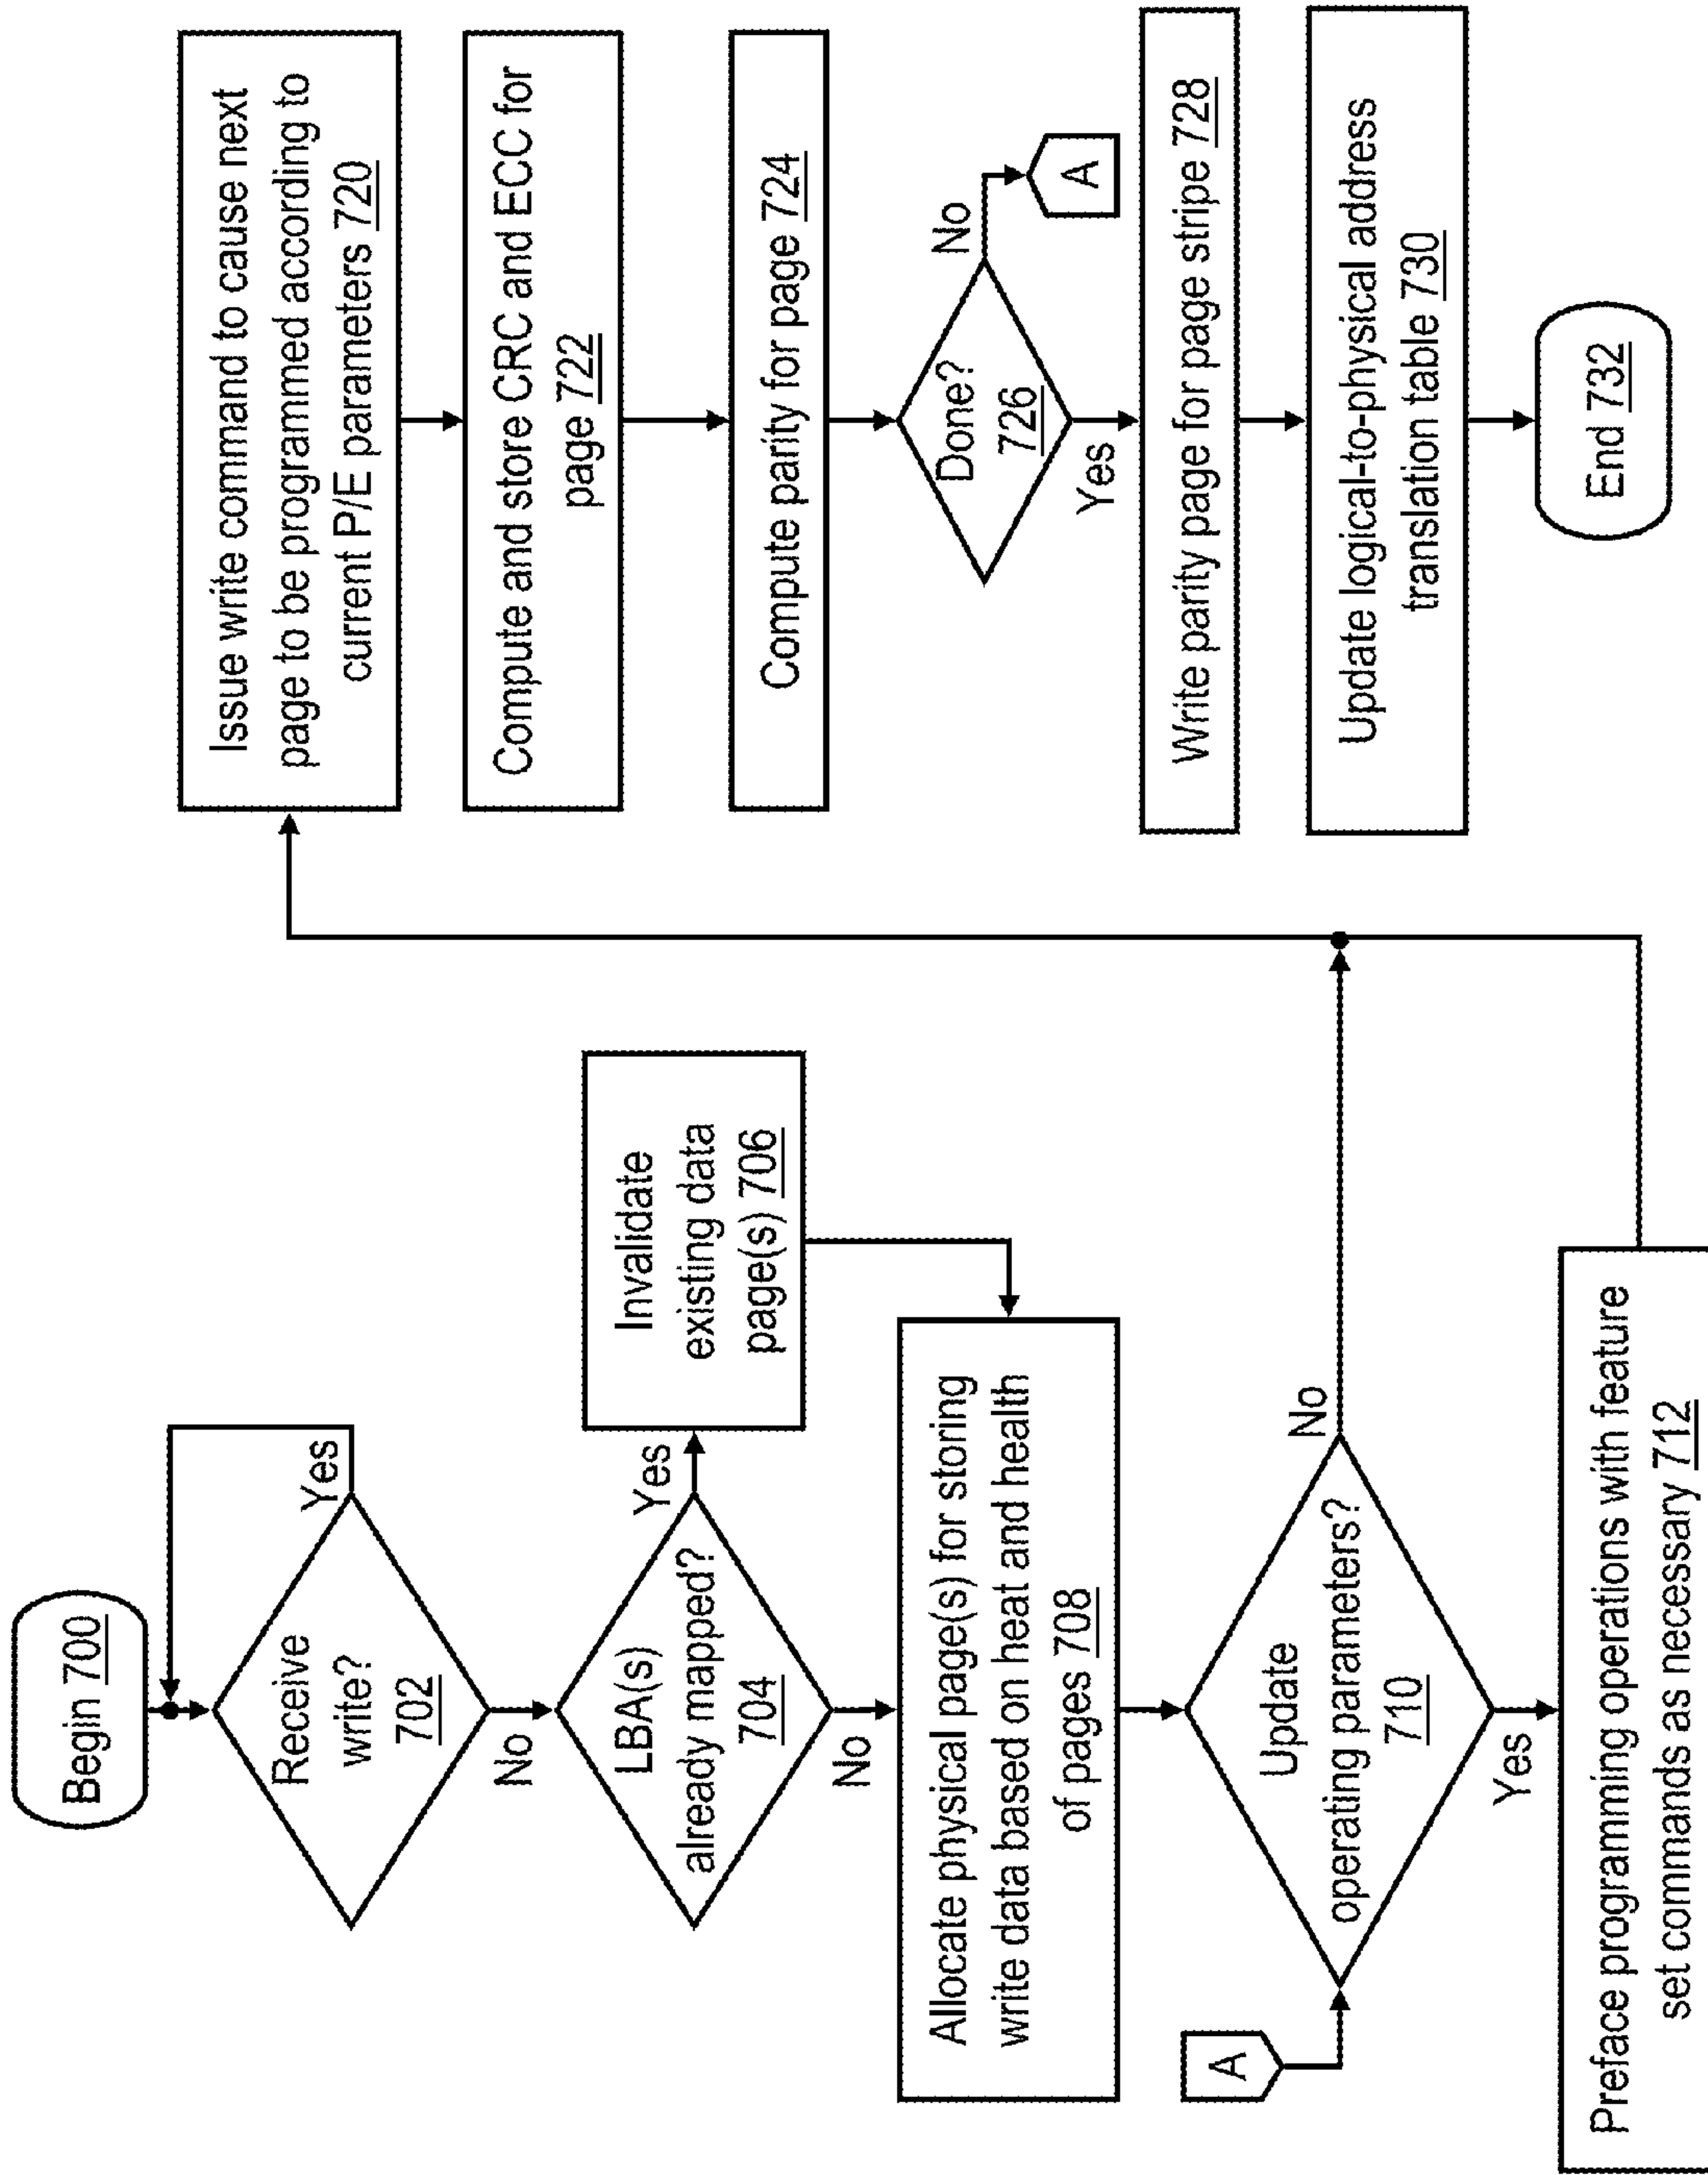 Begin 700
Receive
write?
702
Yes
No
LBA(s)
already mapped?
704
Yes
No
Invalidate
existing data
page(s) 706
Allocate physical page(s) for storing
write data based on heat and health
of pages 708
A
Update
operating parameters?
710
No
Yes
Preface programming operations with feature
set commands as necessary 712
Issue write command to cause next
page to be programmed according to
current P/E parameters 720
Compute and store CRC and ECC for
page 722
Compute parity for page 724
Done?
726
No
A
Yes
Write parity page for page stripe 728
Update logical-to-physical address
translation table 730
End 732